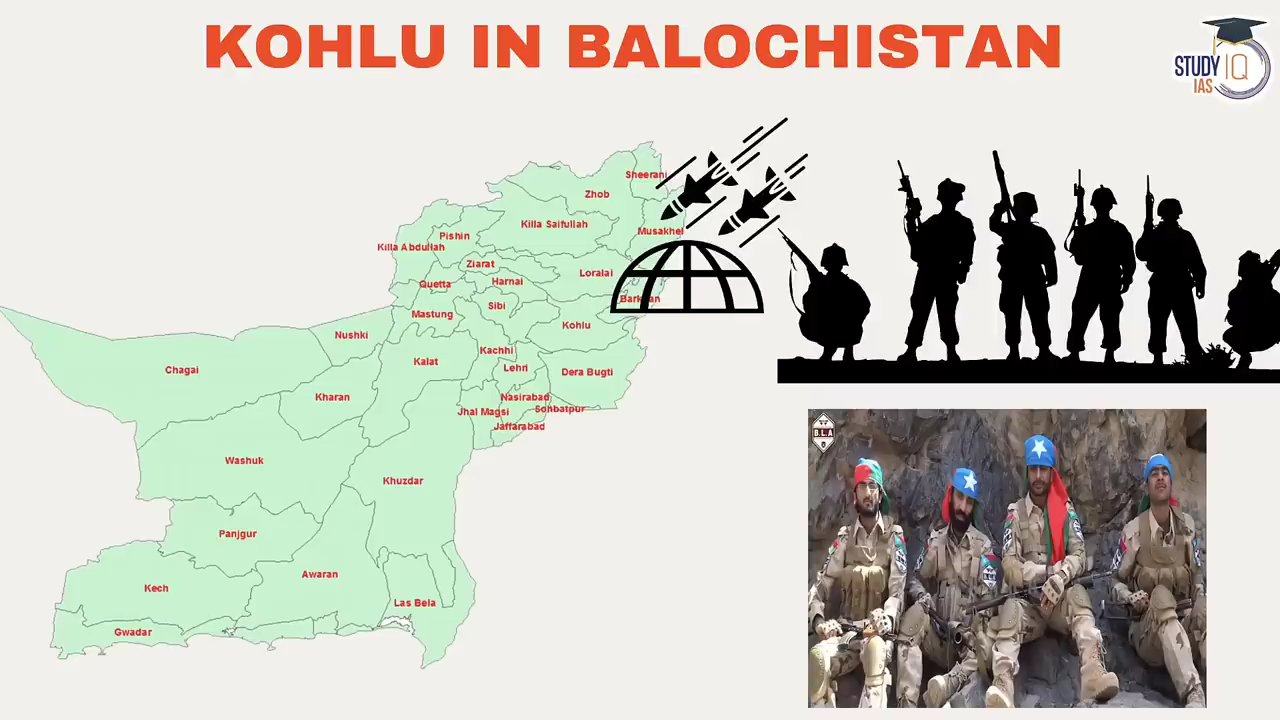 KOHLU IN BALOCHISTAN
STUDY IQ
IAS
Sheerani
Zhob
Killa Saifullah
Musakhel
Pishin
Killa Abdullah
Ziarat
Loralai
Quetta
Harnai
Barkhan
Sibi
Mastung
Kohlu
Nushki
Kachhi
Kalat
Lehri
Chagai
Dera Bugti
Kharan
Nasirabad
Jhal Magsi
Sohbatpur
Jaffarabad
Washuk
Khuzdar
Panjgur
Awaran
Kech
Las Bela
Gwadar
B.L.A
B.L.A